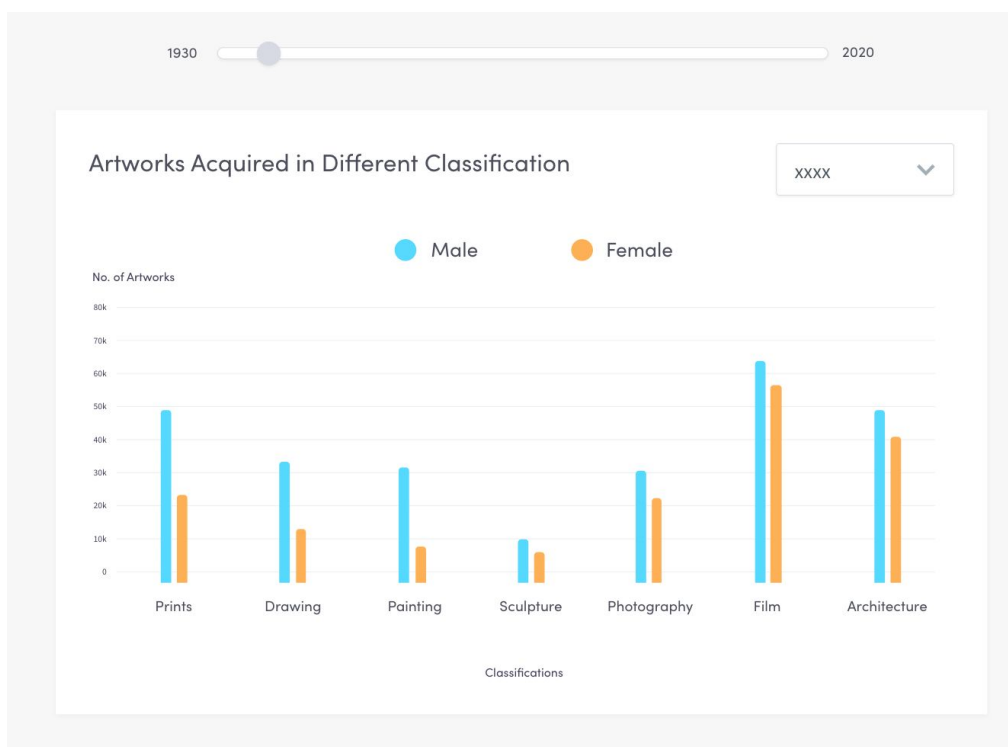 1930 2020
Artworks Acquired in Different Classification
xxxx
Male Female
No. of Artworks
80k
70k
60k
50k
40k
30k
20k
10k
0
Prints Drawing Painting Sculpture Photography Film Architecture
Classifications